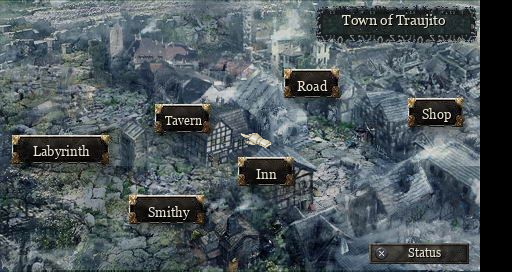 Town of Traujito
Road
Shop
Tavern
Labyrinth
Inn
Smithy
Status